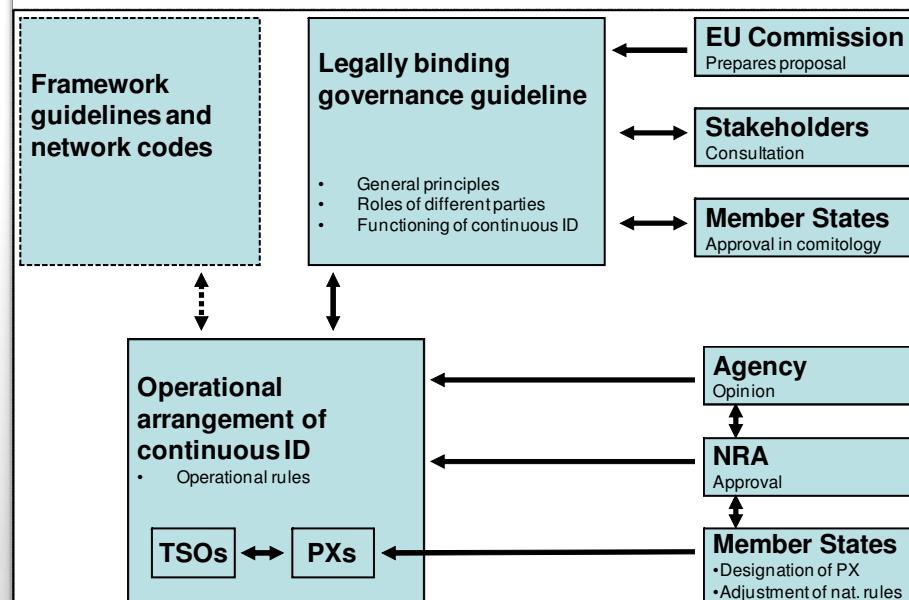 Framework
guidelines and
network codes
Legally binding
governance guideline
• General principles
• Roles of different parties
• Functioning of continuous ID
EU Commission
Prepares proposal
Stakeholders
Consultation
Member States
Approval in comitology
Operational
arrangement of
continuous ID
• Operational rules
TSOs
PXs
Agency
Opinion
NRA
Approval
Member States
•Designation of PX
•Adjustment of nat. rules